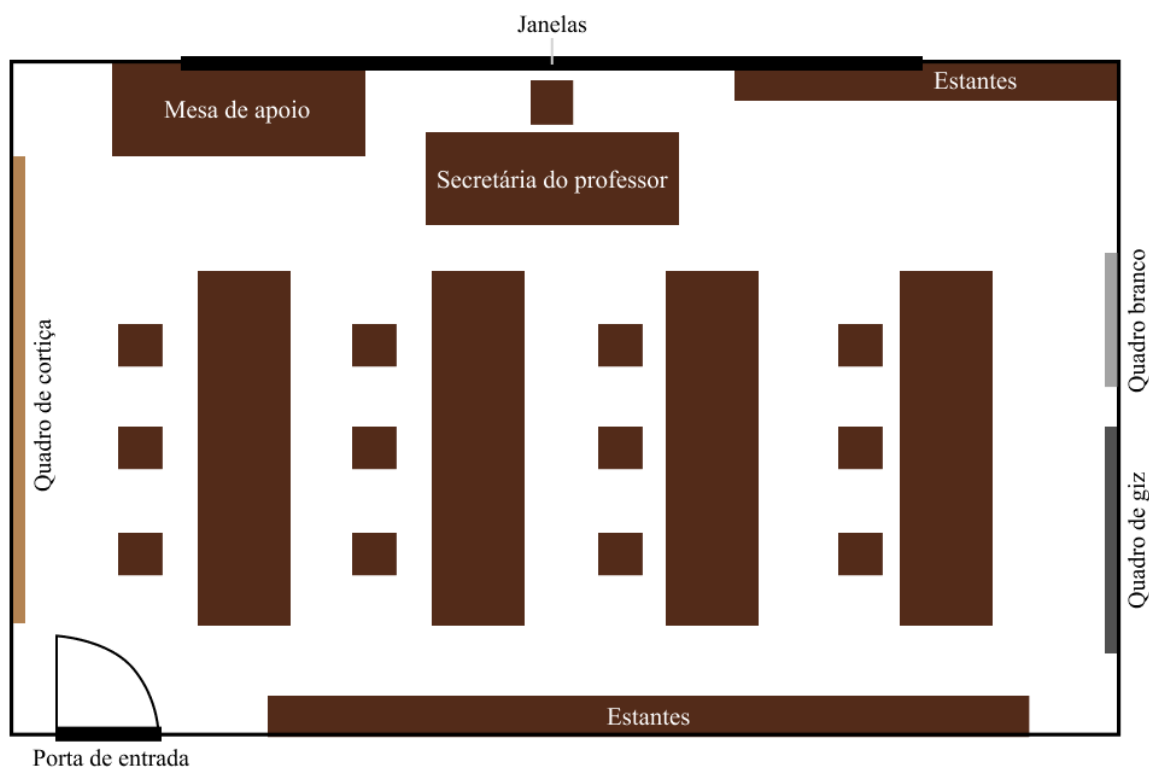 Janelas
Mesa de apoio
Estantes
Secretária do professor
Quadro de cortiça
Quadro branco
Quadro de giz
Estantes
Porta de entrada